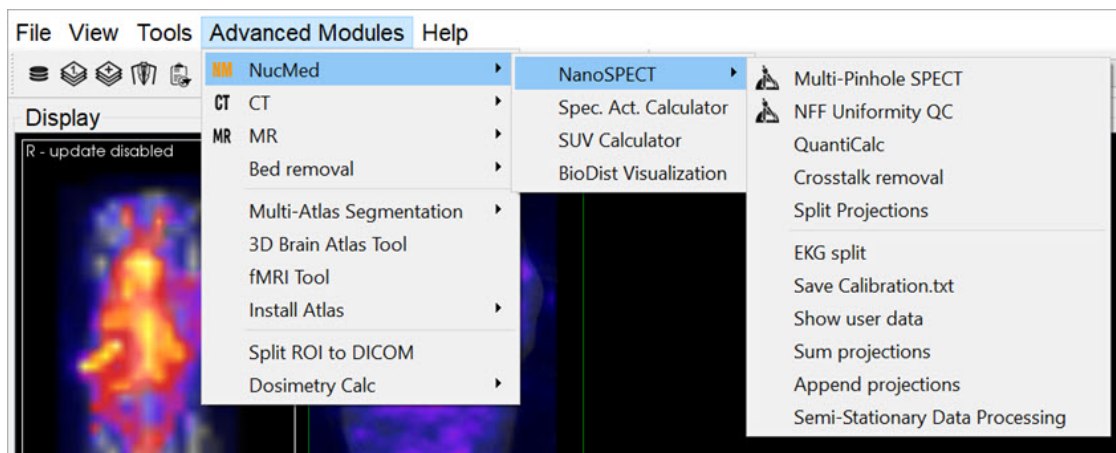 File View Tools Advanced Modules Help
Display
R - update disabled
NM NucMed
CT CT
MR MR
Bed removal
Multi-Atlas Segmentation
3D Brain Atlas Tool
fMRI Tool
Install Atlas
Split ROI to DICOM
Dosimetry Calc
NanoSPECT
Spec. Act. Calculator
SUV Calculator
BioDist Visualization
Multi-Pinhole SPECT
NFF Uniformity QC
QuantiCalc
Crosstalk removal
Split Projections
EKG split
Save Calibration.txt
Show user data
Sum projections
Append projections
Semi-Stationary Data Processing